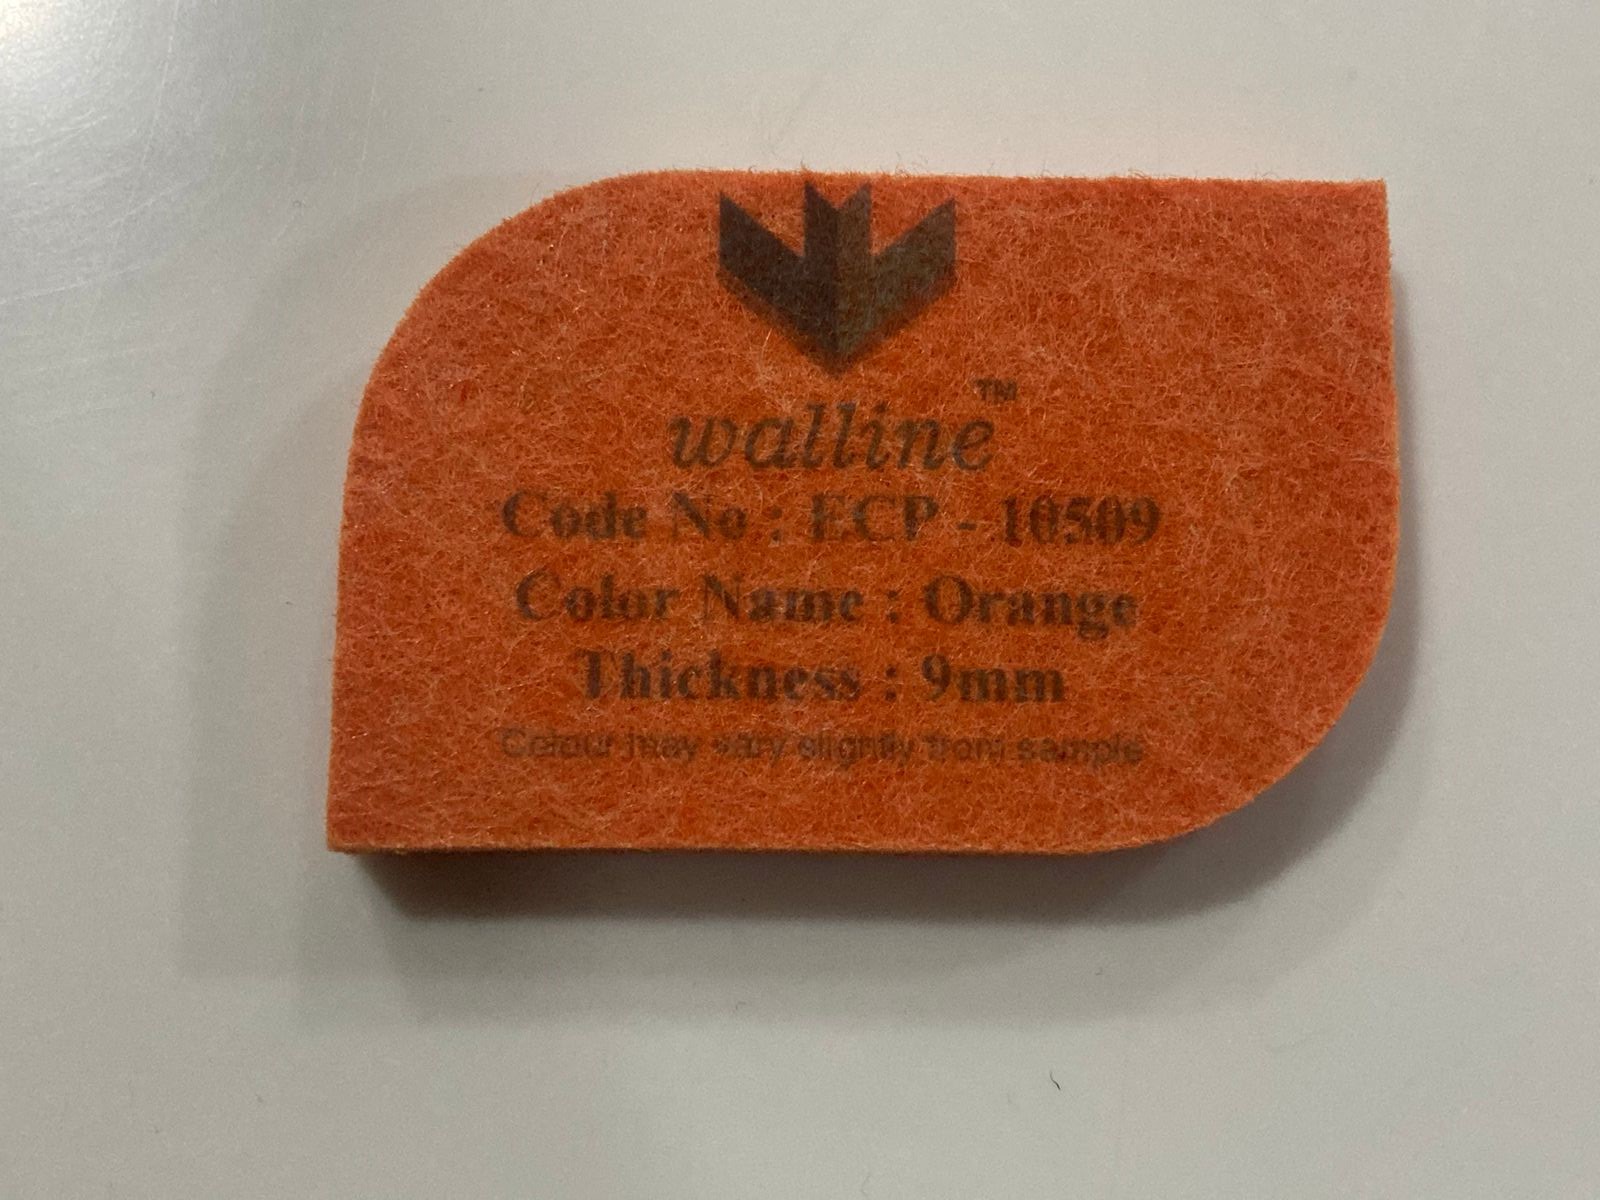 walline™
Code No : ECP - 10509
Color Name : Orange
Thickness : 9mm
Colour may vary slightly from sample